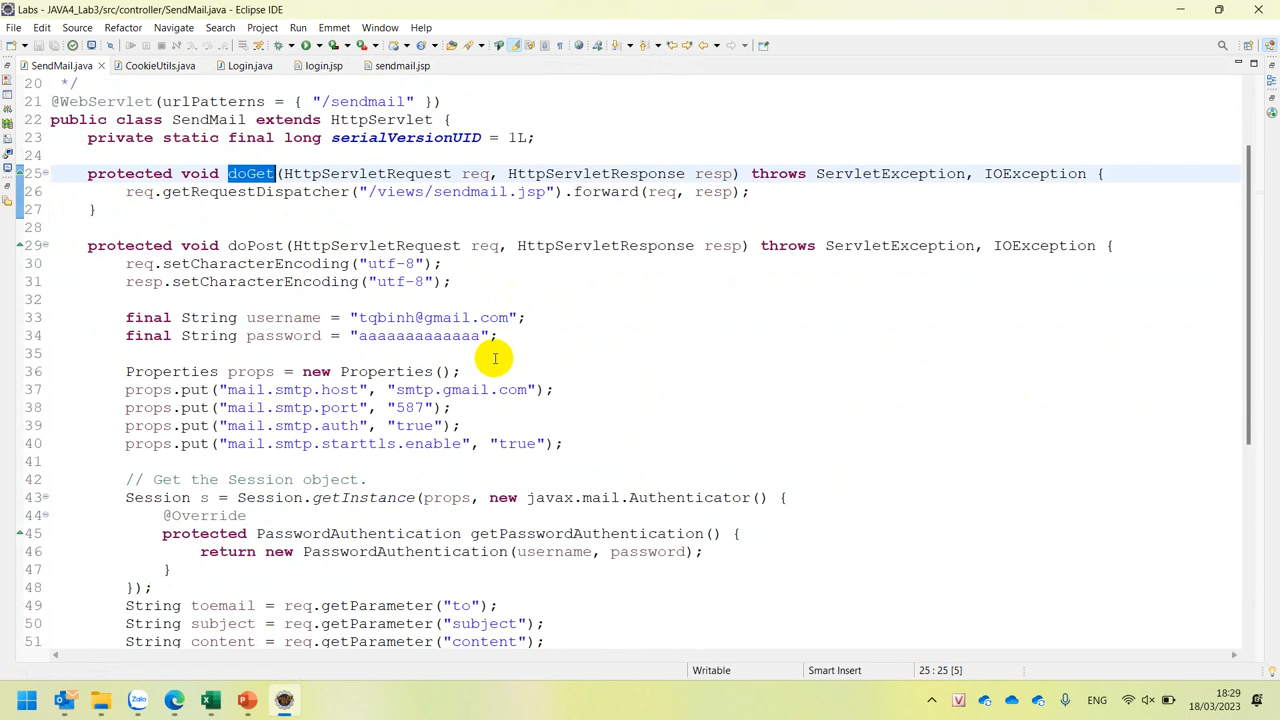 Labs - JAVA4_Lab3/src/controller/SendMail.java - Eclipse IDE
File Edit Source Refactor Navigate Search Project Run Emmet Window Help
SendMail.java CookieUtils.java Login.java login.jsp sendmail.jsp
20 */
21 @WebServlet(urlPatterns = { "/sendmail" })
22 public class SendMail extends HttpServlet {
23 private static final long serialVersionUID = 1L;
24
25 protected void doGet(HttpServletRequest req, HttpServletResponse resp) throws ServletException, IOException {
26 req.getRequestDispatcher("/views/sendmail.jsp").forward(req, resp);
27 }
28
29 protected void doPost(HttpServletRequest req, HttpServletResponse resp) throws ServletException, IOException {
30 req.setCharacterEncoding("utf-8");
31 resp.setCharacterEncoding("utf-8");
32
33 final String username = "tqbinh@gmail.com";
34 final String password = "aaaaaaaaaaaaa";
35
36 Properties props = new Properties();
37 props.put("mail.smtp.host", "smtp.gmail.com");
38 props.put("mail.smtp.port", "587");
39 props.put("mail.smtp.auth", "true");
40 props.put("mail.smtp.starttls.enable", "true");
41
42 // Get the Session object.
43 Session s = Session.getInstance(props, new javax.mail.Authenticator() {
44 @Override
45 protected PasswordAuthentication getPasswordAuthentication() {
46 return new PasswordAuthentication(username, password);
47 }
48 });
49 String toemail = req.getParameter("to");
50 String subject = req.getParameter("subject");
51 String content = req.getParameter("content");
Writable Smart Insert 25 : 25 [5]
Zalo ENG 18:29
18/03/2023